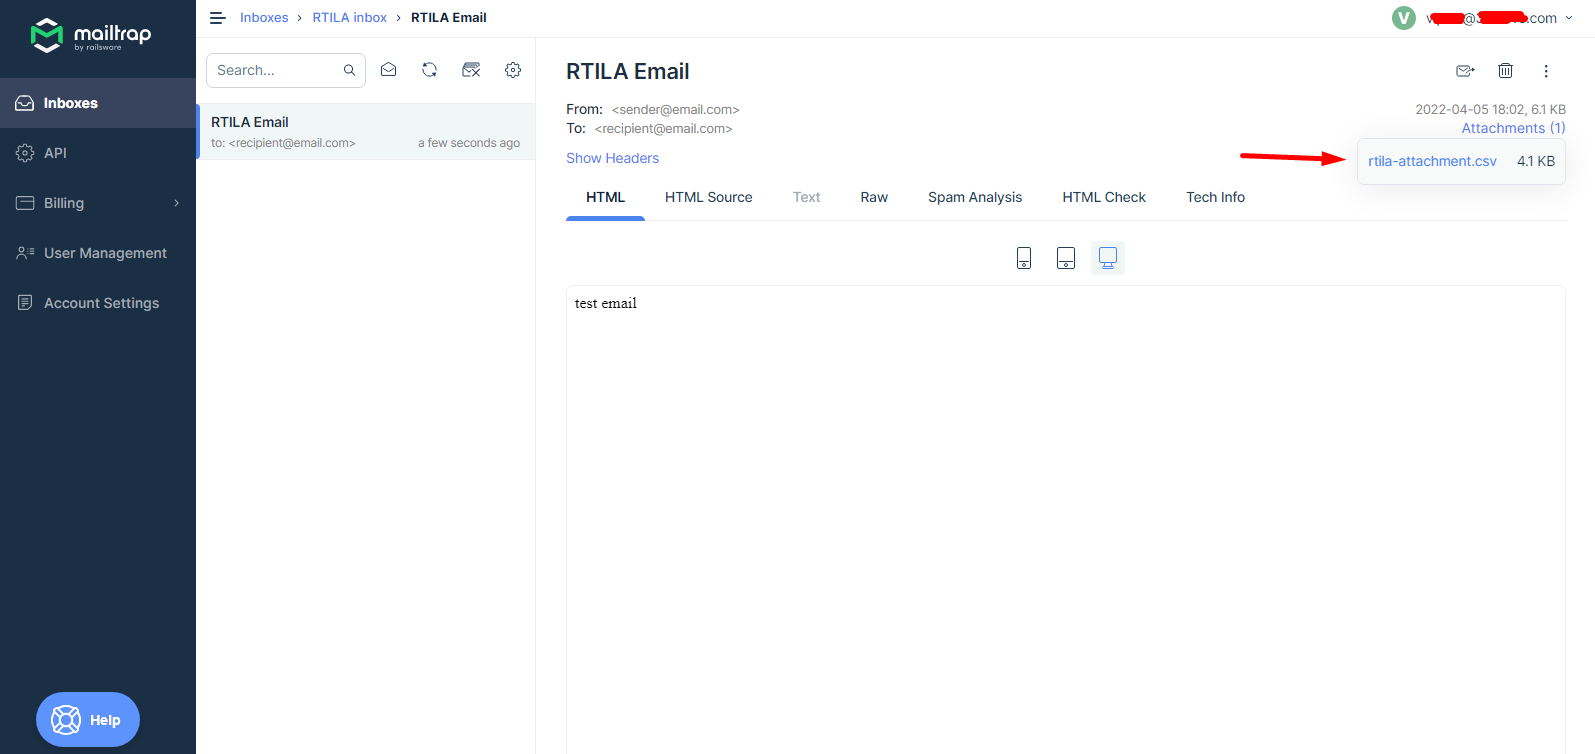 mailtrap
by railsware
Inboxes
API
Billing
User Management
Account Settings
Help
Inboxes › RTILA inbox › RTILA Email
Search...
RTILA Email
to: <recipient@email.com> a few seconds ago
V
.com
RTILA Email
From: <sender@email.com>
2022-04-05 18:02, 6.1 KB
To: <recipient@email.com>
Attachments (1)
rtila-attachment.csv 4.1 KB
Show Headers
HTML HTML Source Text Raw Spam Analysis HTML Check Tech Info
test email